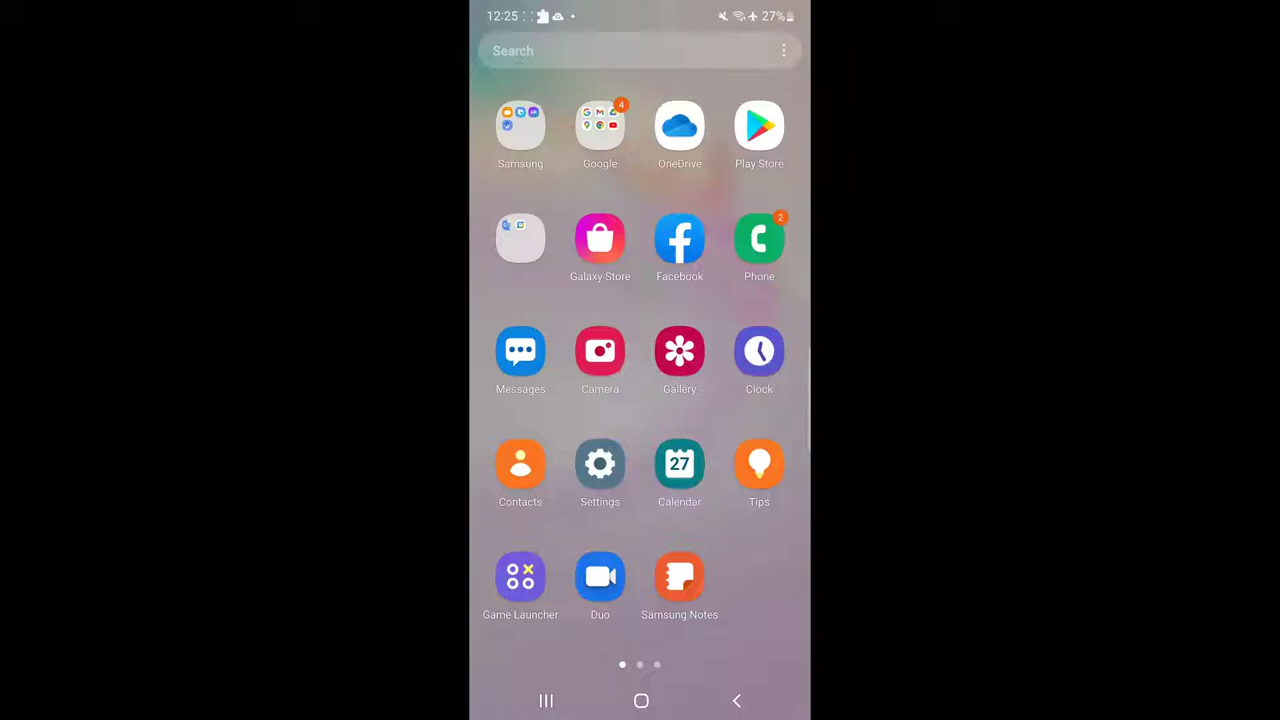 12:25 27%
Search
4
Samsung Google OneDrive Play Store
2
Galaxy Store Facebook Phone
Messages Camera Gallery Clock
27
Contacts Settings Calendar Tips
Game Launcher Duo Samsung Notes